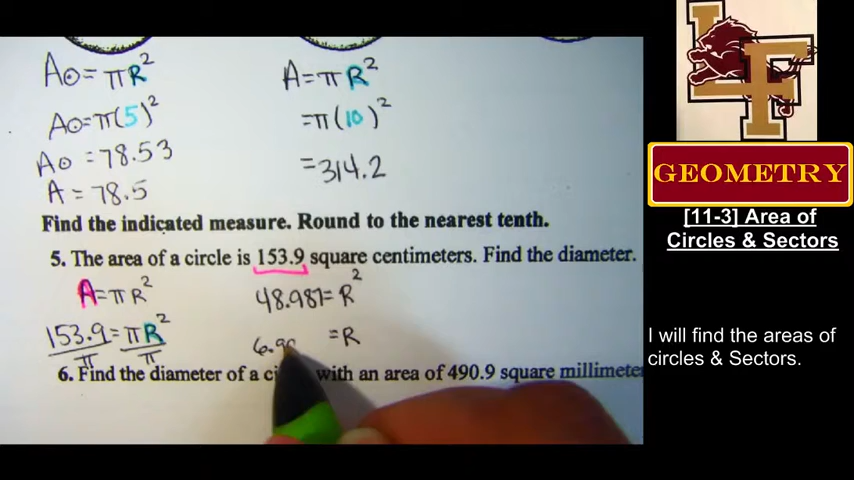 A⊙=πR²
A=πR²
A⊙=π(5)²
=π(10)²
A⊙=78.53
=314.2
A=78.5
Find the indicated measure. Round to the nearest tenth.
5. The area of a circle is 153.9 square centimeters. Find the diameter.
A=πR²
48.987=R²
153.9=πR²
π π
=R
6. Find the diameter of a with an area of 490.9 square
LF
GEOMETRY
[11-3] Area of
Circles & Sectors
I will find the areas of
circles & Sectors.